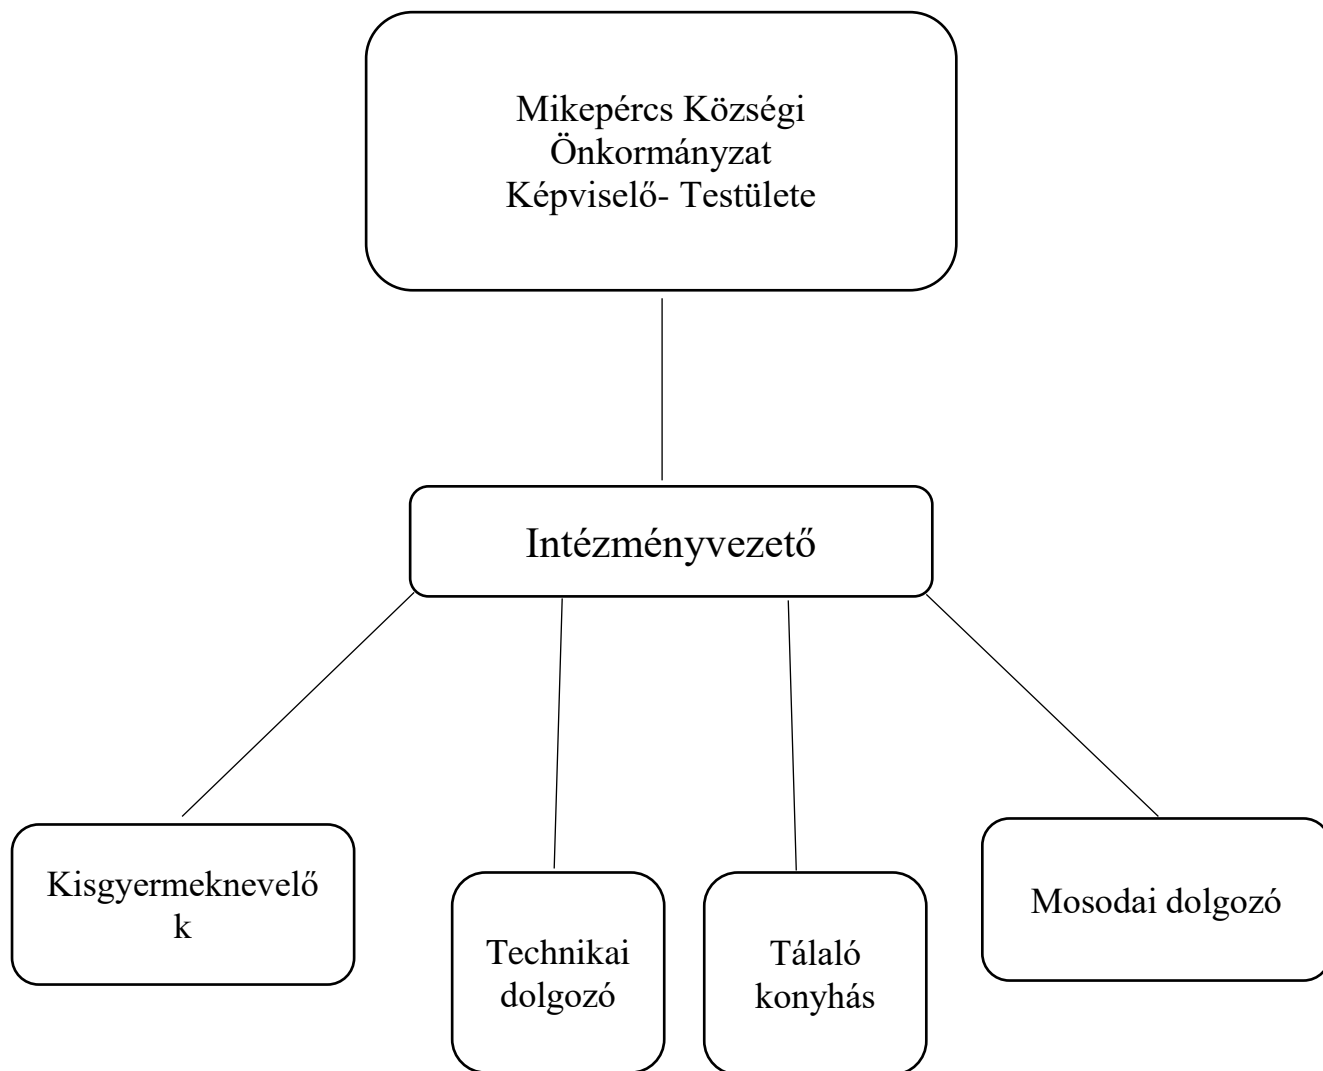 Mikepércs Községi
Önkormányzat
Képviselő- Testülete
Intézményvezető
Kisgyermeknevelő
k
Technikai
dolgozó
Tálaló
konyhás
Mosodai dolgozó